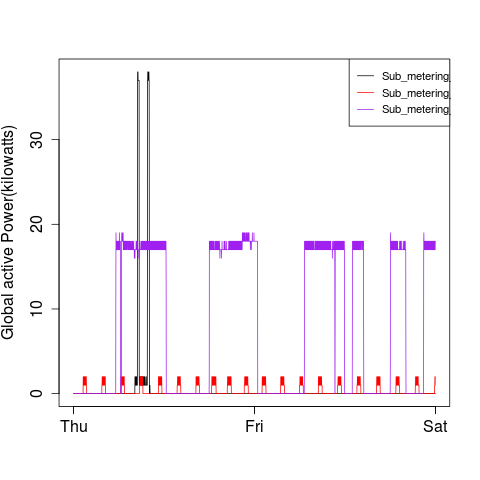 Sub_metering_
Sub_metering_
Sub_metering_
Global active Power(kilowatts)
30
20
10
0
Thu Fri Sat